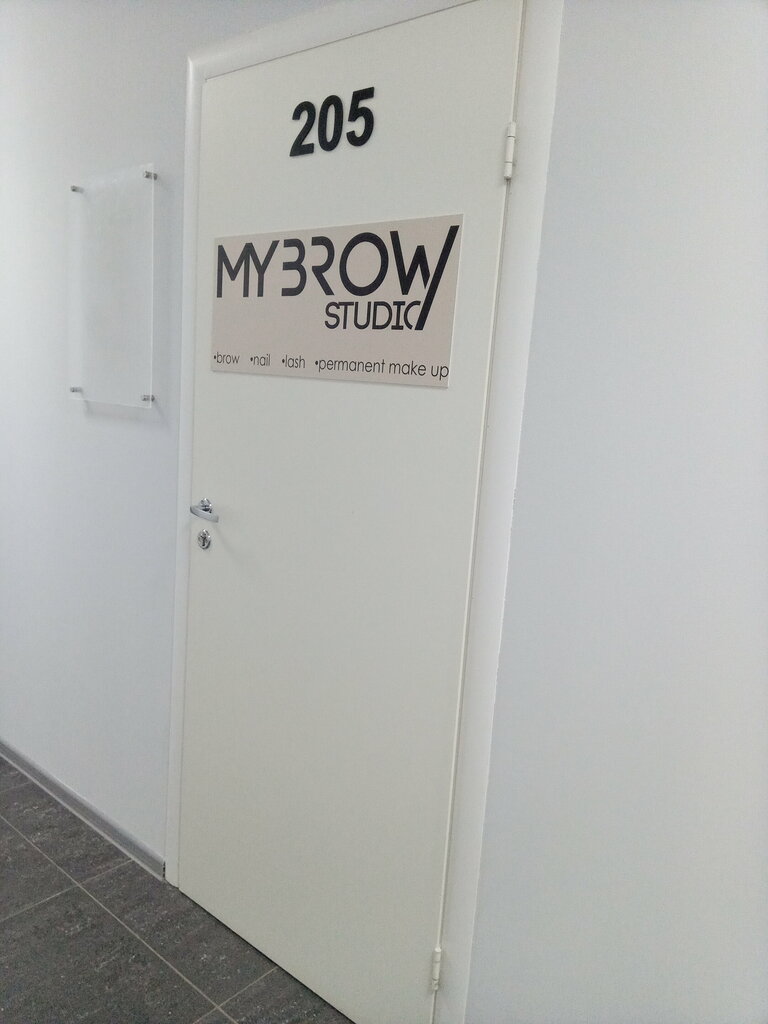 205
MYBROW
STUDIO
•brow •nail •lash •permanent make up